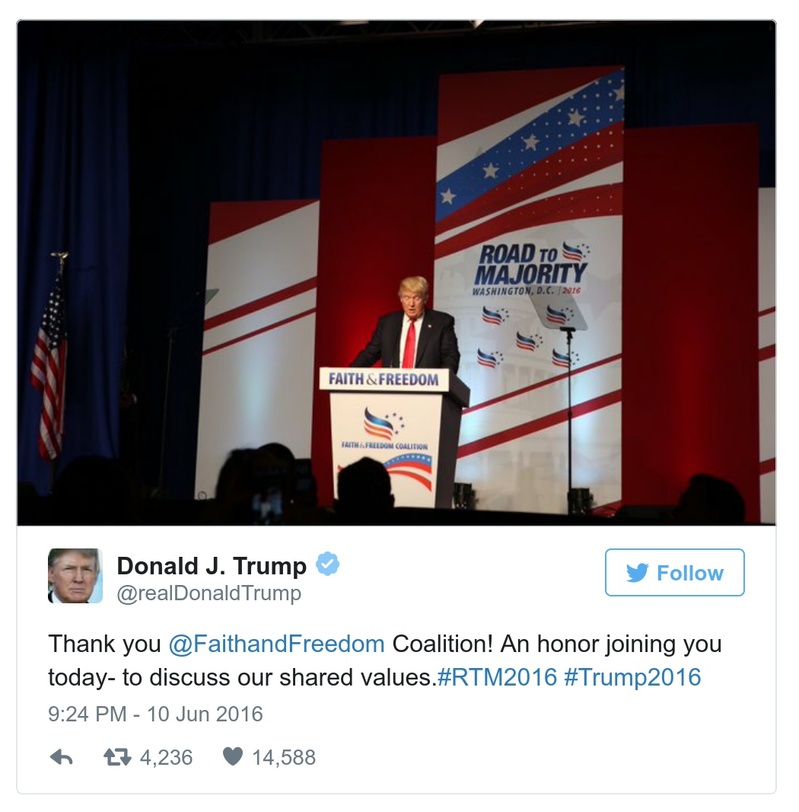 ROAD TO
MAJORITY
WASHINGTON, D.C. | 2016
FAITH & FREEDOM
FAITH & FREEDOM COALITION
Donald J. Trump
@realDonaldTrump
Follow
Thank you @FaithandFreedom Coalition! An honor joining you
today- to discuss our shared values.#RTM2016 #Trump2016
9:24 PM - 10 Jun 2016
4,236 14,588